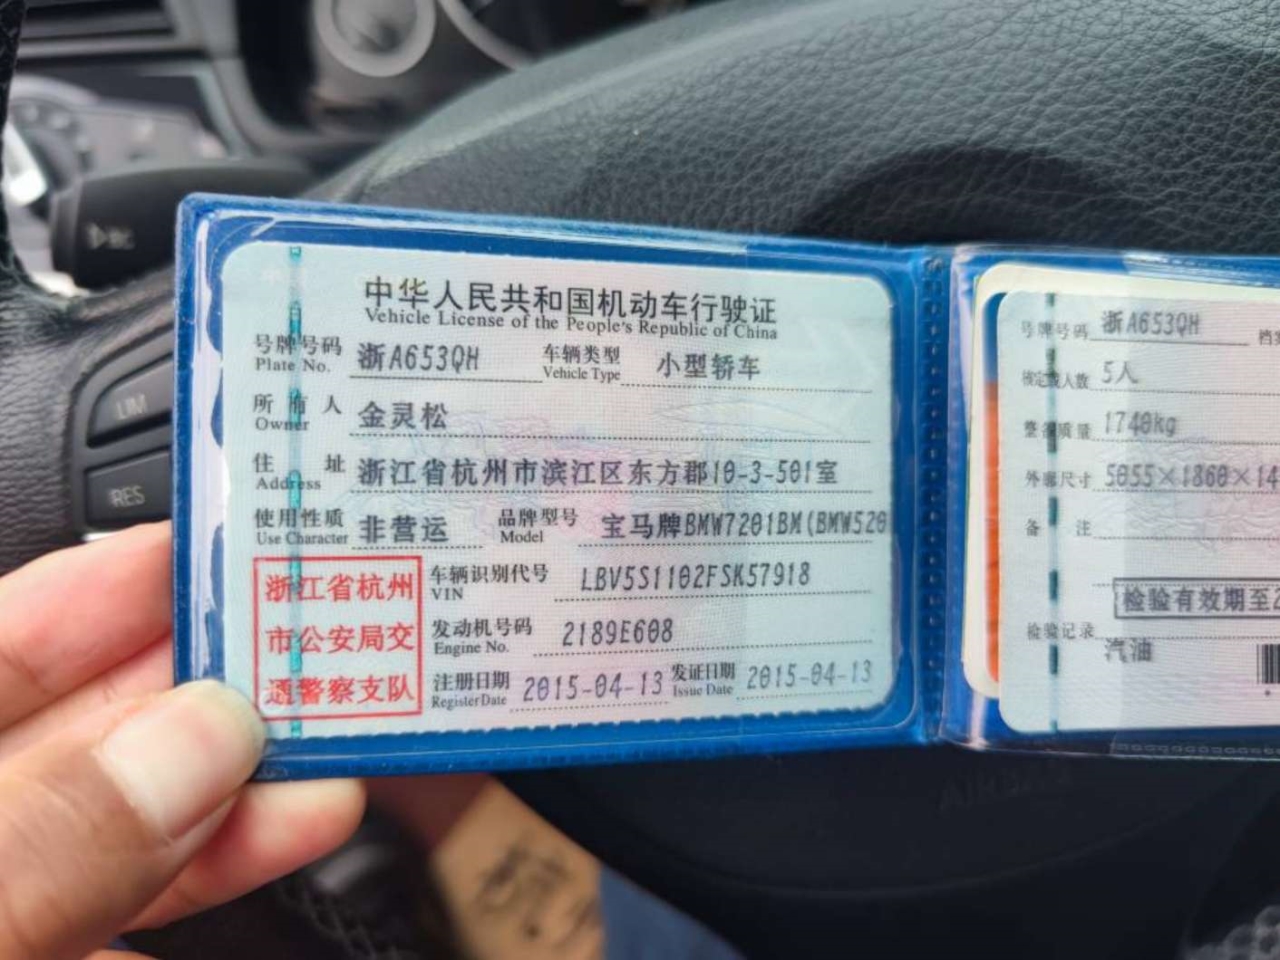 中华人民共和国机动车行驶证
Vehicle License of the People's Republic of China
号牌号码 浙A653QH 车辆类型 小型轿车
Plate No. Vehicle Type
所有人 金灵松
Owner
住址 浙江省杭州市滨江区东方郡10-3-501室
Address
使用性质 非营运 品牌型号 宝马牌BMW7201BM(BMW520
Use Character Model
浙江省杭州
市公安局交
通警察支队
车辆识别代号 LBV5S1102FSK57918
VIN
发动机号码 2189E608
Engine No.
注册日期 2015-04-13 发证日期 2015-04-13
Register Date Issue Date
号牌号码 浙A653QH
核定载人数 5人
整备质量 1740kg
外廓尺寸 5055×1860×14
备注
检验有效期至2
检验记录
汽油
RES
LIM
AIRBAG